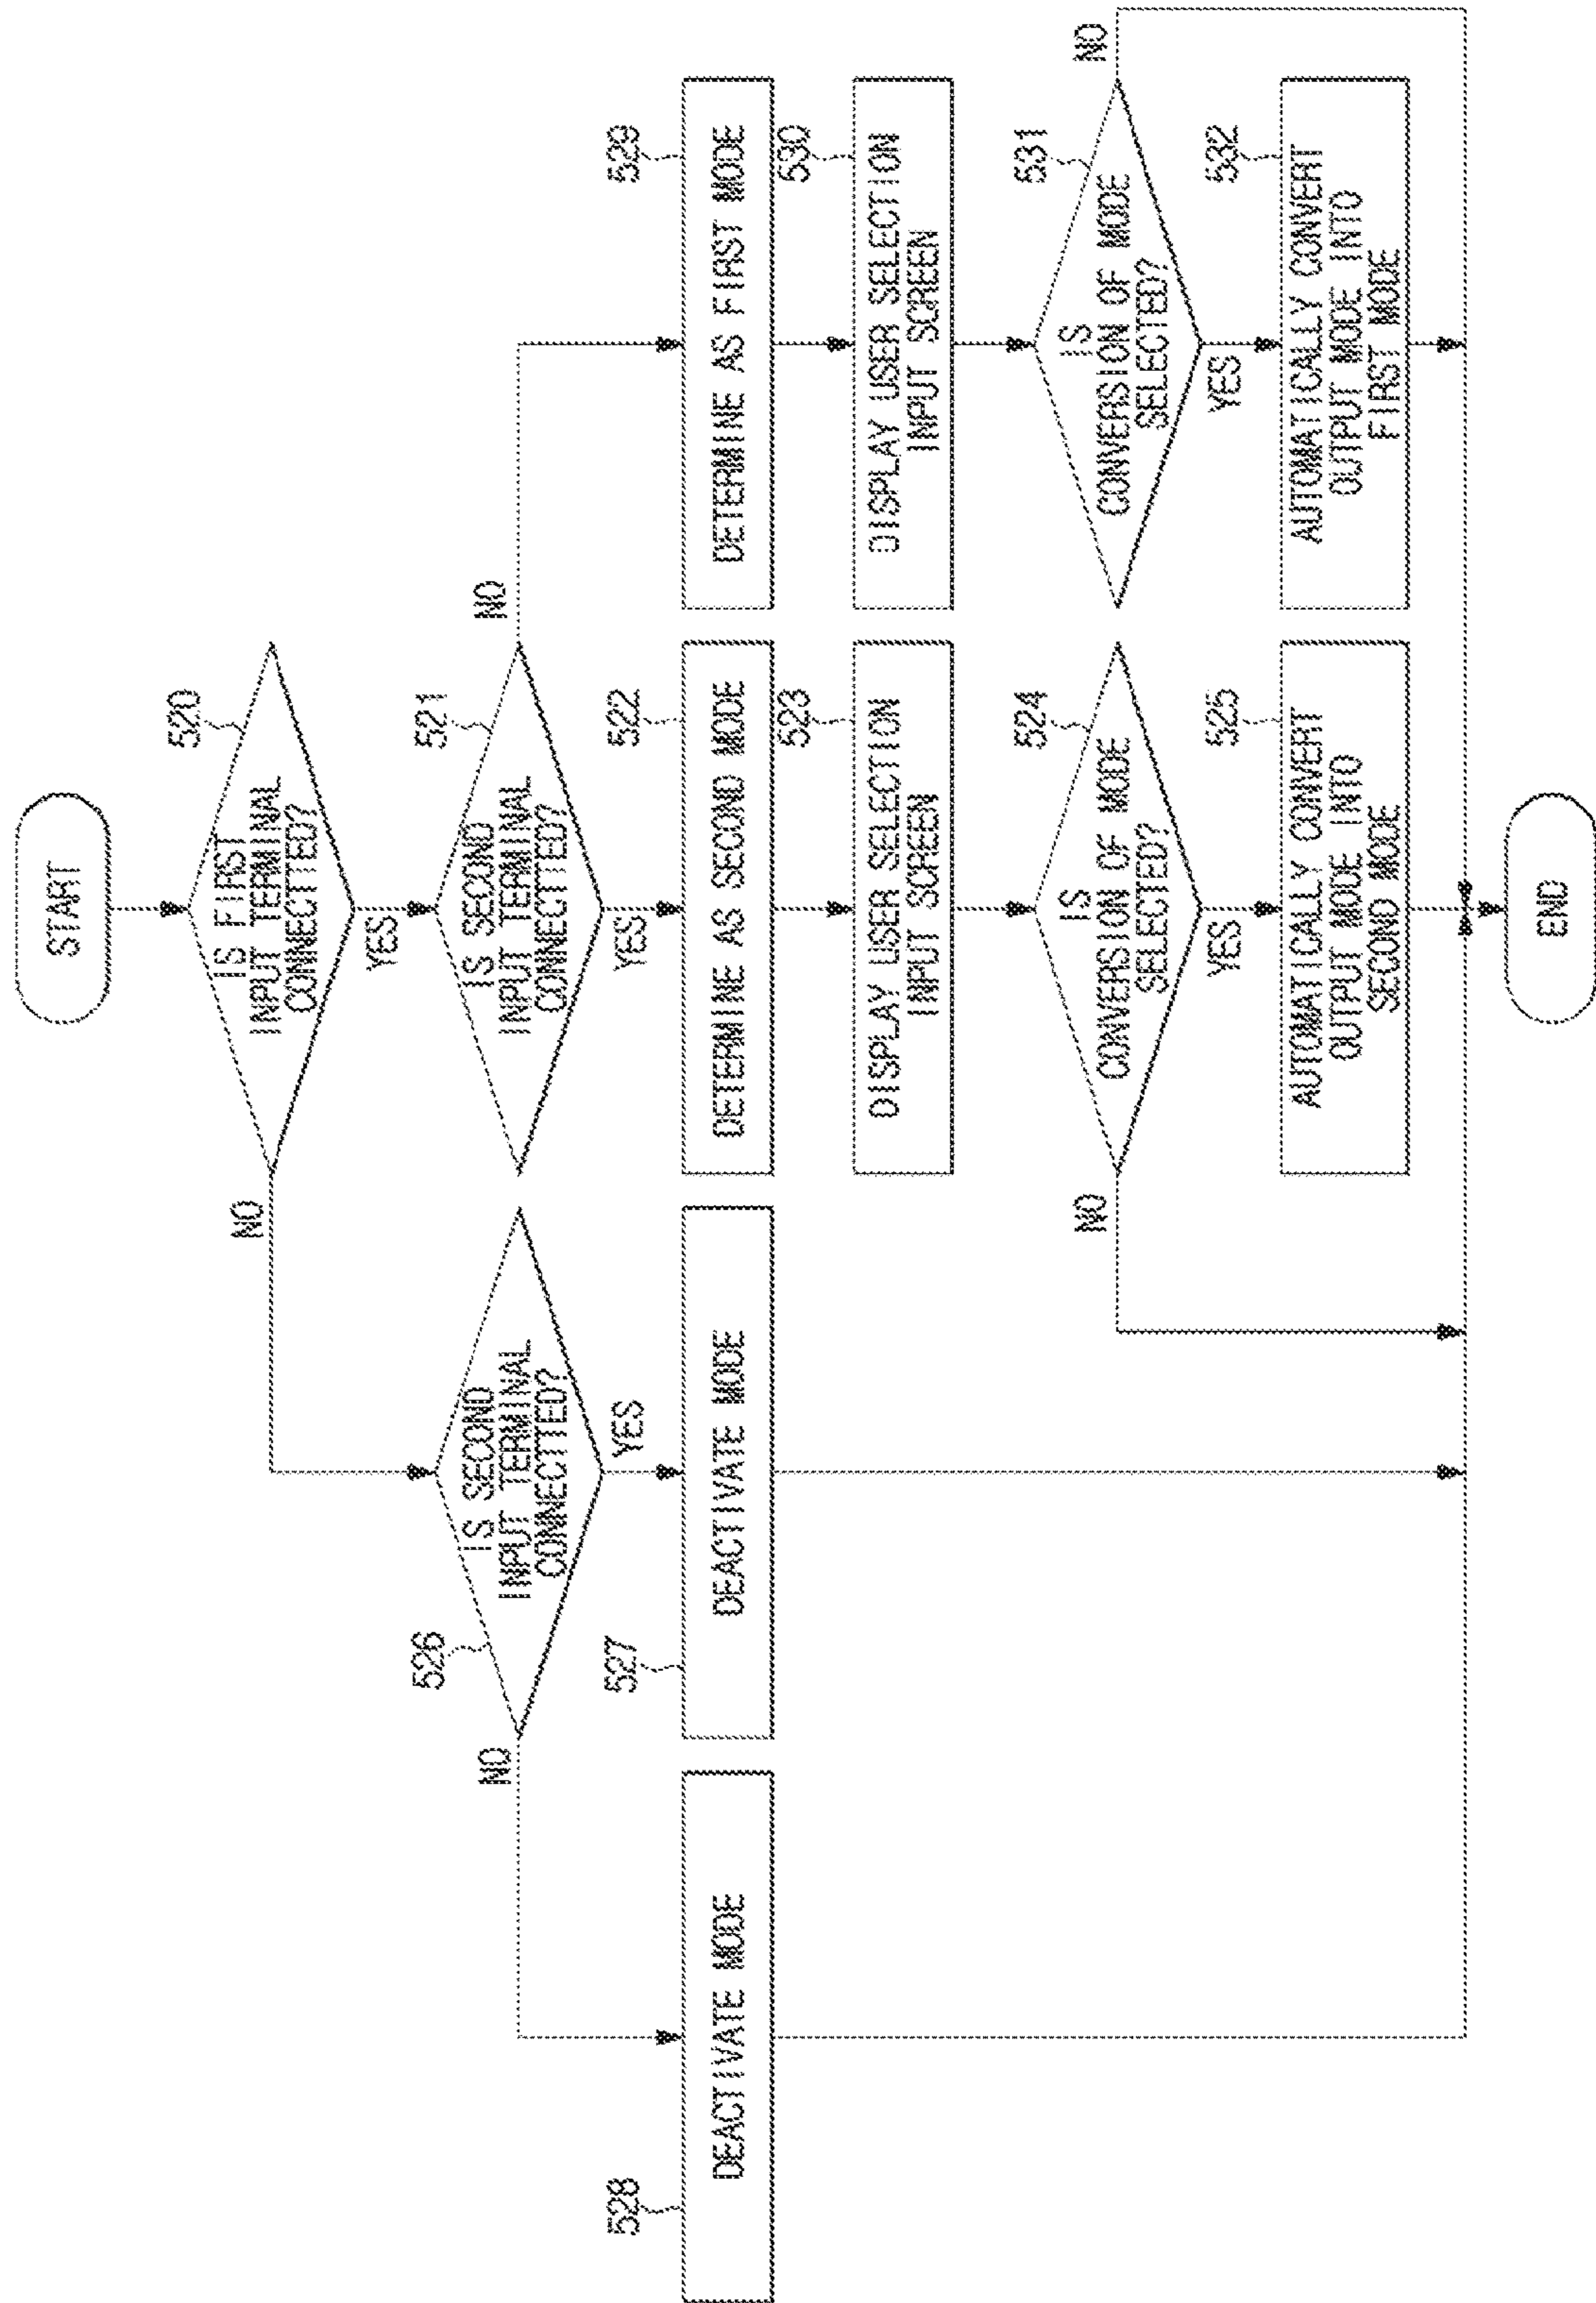 START
520
IS FIRST
INPUT TERMINAL
CONNECTTED?
NO
YES
526
IS SECOND
INPUT TERMINAL
CONNECTTED?
NO
YES
521
IS SECOND
INPUT TERMINAL
CONNECTTED?
NO
YES
528
DEACTIVATE MODE
527
DEACTIVATE MODE
522
DETERMINE AS SECOND MODE
529
DETERMINE AS FIRST MODE
523
DISPLAY USER SELECTION
INPUT SCREEN
530
DISPLAY USER SELECTION
INPUT SCREEN
524
IS
CONVERSION OF MODE
SELECTED?
NO
YES
531
IS
CONVERSION OF MODE
SELECTED?
NO
YES
525
AUTOMATICALLY CONVERT
OUTPUT MODE INTO
SECOND MODE
532
AUTOMATICALLY CONVERT
OUTPUT MODE INTO
FIRST MODE
END